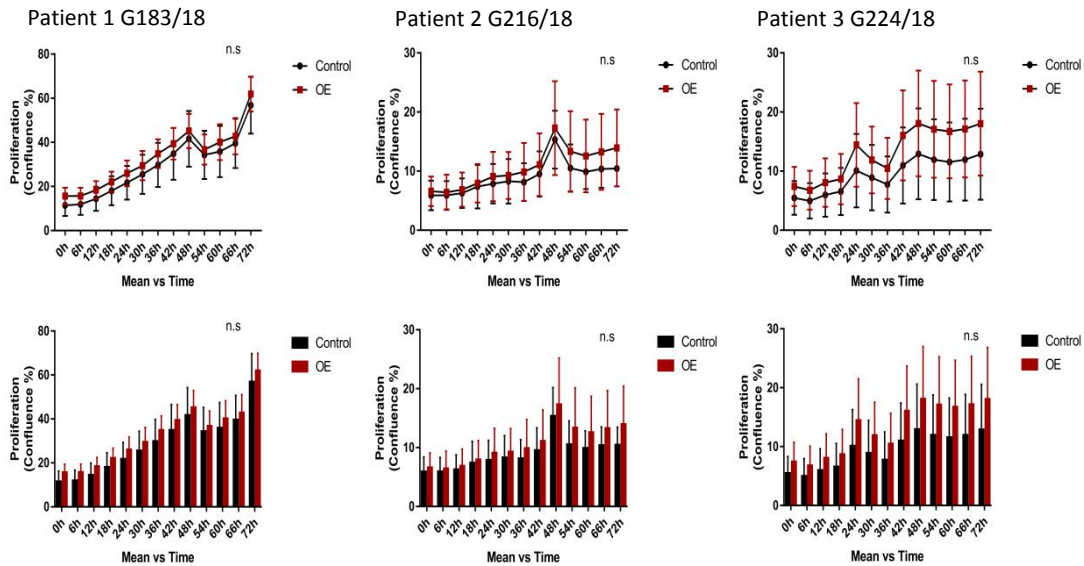 Patient 1 G183/18
Patient 2 G216/18
Patient 3 G224/18
n.s
Control
OE
Proliferation
(Confluence %)
80
60
40
20
0
0h 6h 12h 18h 24h 30h 36h 42h 48h 54h 60h 66h 72h
Mean vs Time
n.s
Control
OE
Proliferation
(Confluence %)
30
20
10
0
0h 6h 12h 18h 24h 30h 36h 42h 48h 54h 60h 66h 72h
Mean vs Time
n.s
Control
OE
Proliferation
(Confluence %)
30
20
10
0
0h 6h 12h 18h 24h 30h 36h 42h 48h 54h 60h 66h 72h
Mean vs Time
n.s
Control
OE
Proliferation
(Confluence %)
80
60
40
20
0
0h 6h 12h 18h 24h 30h 36h 42h 48h 54h 60h 66h 72h
Mean vs Time
n.s
Control
OE
Proliferation
(Confluence %)
30
20
10
0
0h 6h 12h 18h 24h 30h 36h 42h 48h 54h 60h 66h 72h
Mean vs Time
n.s
Control
OE
Proliferation
(Confluence %)
30
20
10
0
0h 6h 12h 18h 24h 30h 36h 42h 48h 54h 60h 66h 72h
Mean vs Time